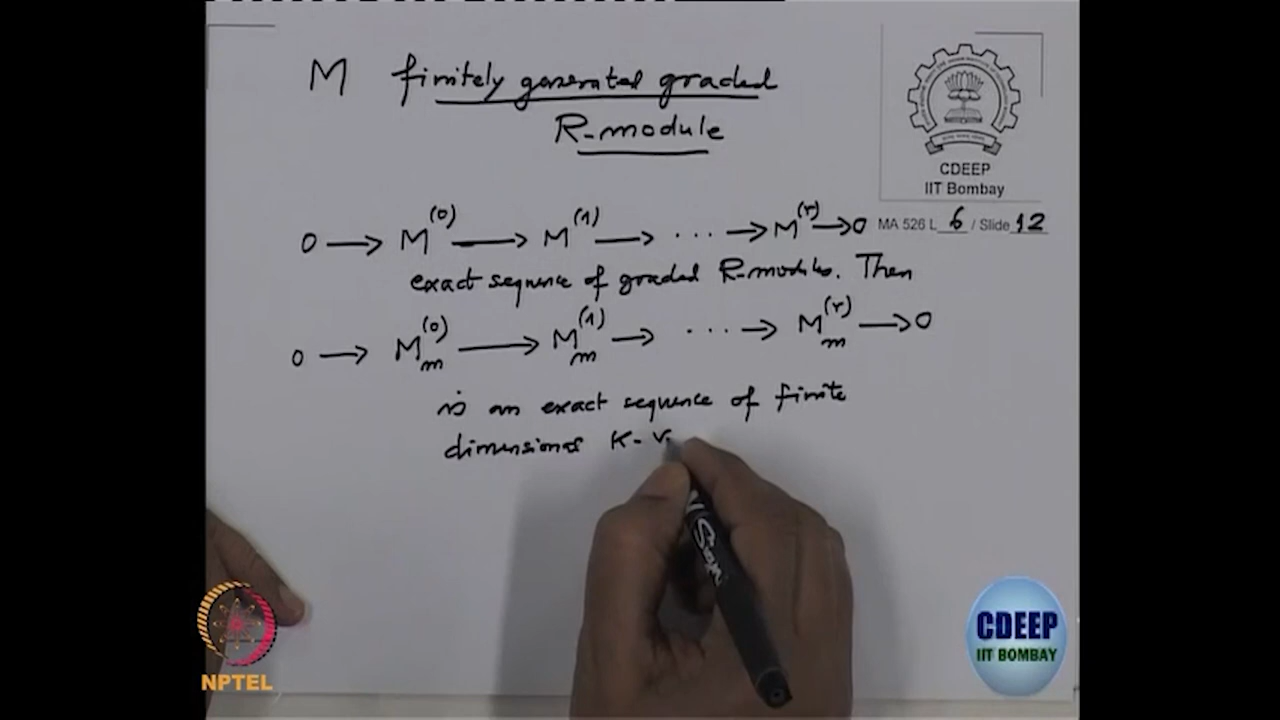 M finitely generated graded
R-module
CDEEP
IIT Bombay
MA 526 L 6 / Slide 12
0 → M^(0) → M^(1) → ... → M^(r) → 0
exact sequence of graded R-modules. Then
0 → M_m^(0) → M_m^(1) → ... → M_m^(r) → 0
is an exact sequence of finite
dimensional K-v
NPTEL
CDEEP
IIT BOMBAY